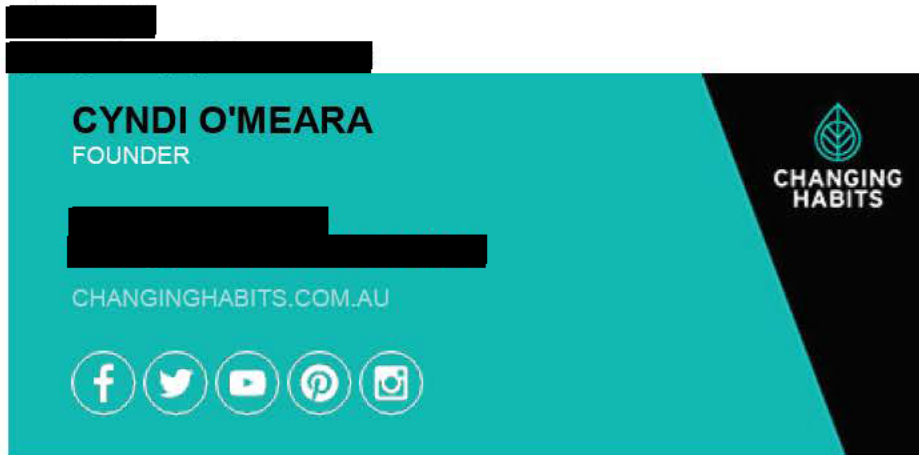 CYNDI O'MEARA
FOUNDER
CHANGING
HABITS
CHANGINGHABITS.COM.AU